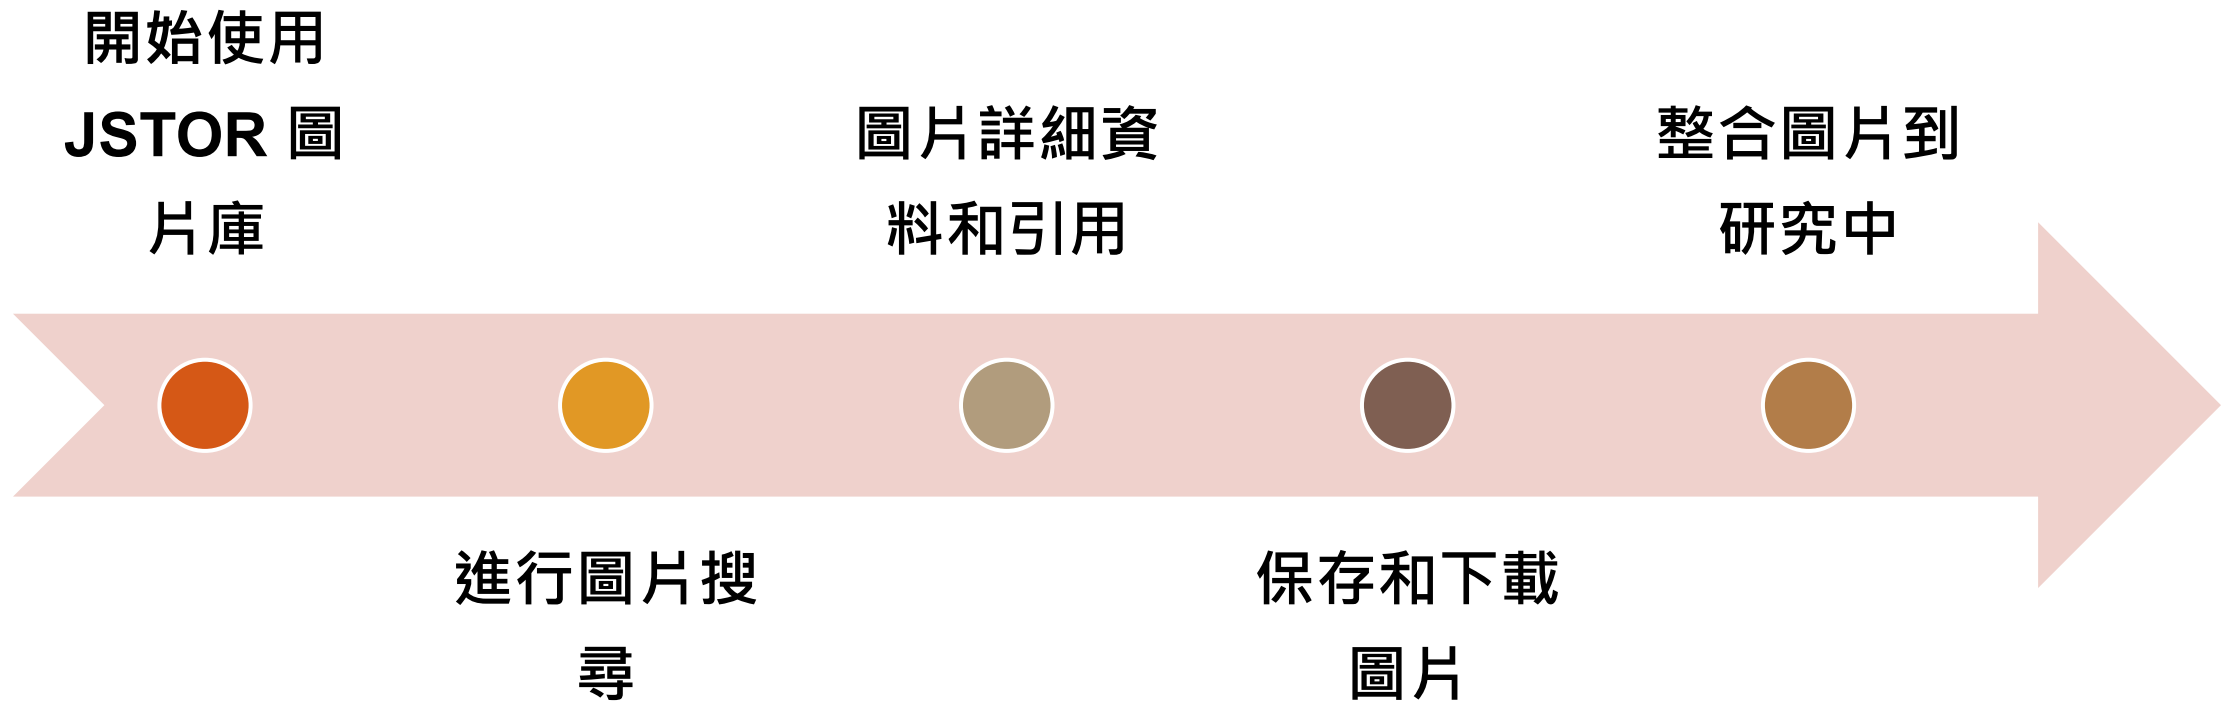 開始使用
JSTOR 圖
片庫
進行圖片搜
尋
圖片詳細資
料和引用
保存和下載
圖片
整合圖片到
研究中